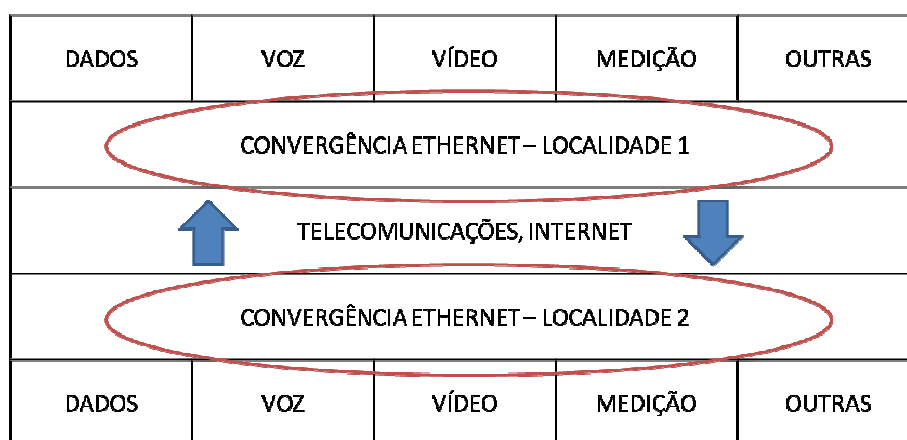 DADOS VOZ VÍDEO MEDIÇÃO OUTRAS
CONVERGÊNCIA ETHERNET – LOCALIDADE 1
TELECOMUNICAÇÕES, INTERNET
CONVERGÊNCIA ETHERNET – LOCALIDADE 2
DADOS VOZ VÍDEO MEDIÇÃO OUTRAS